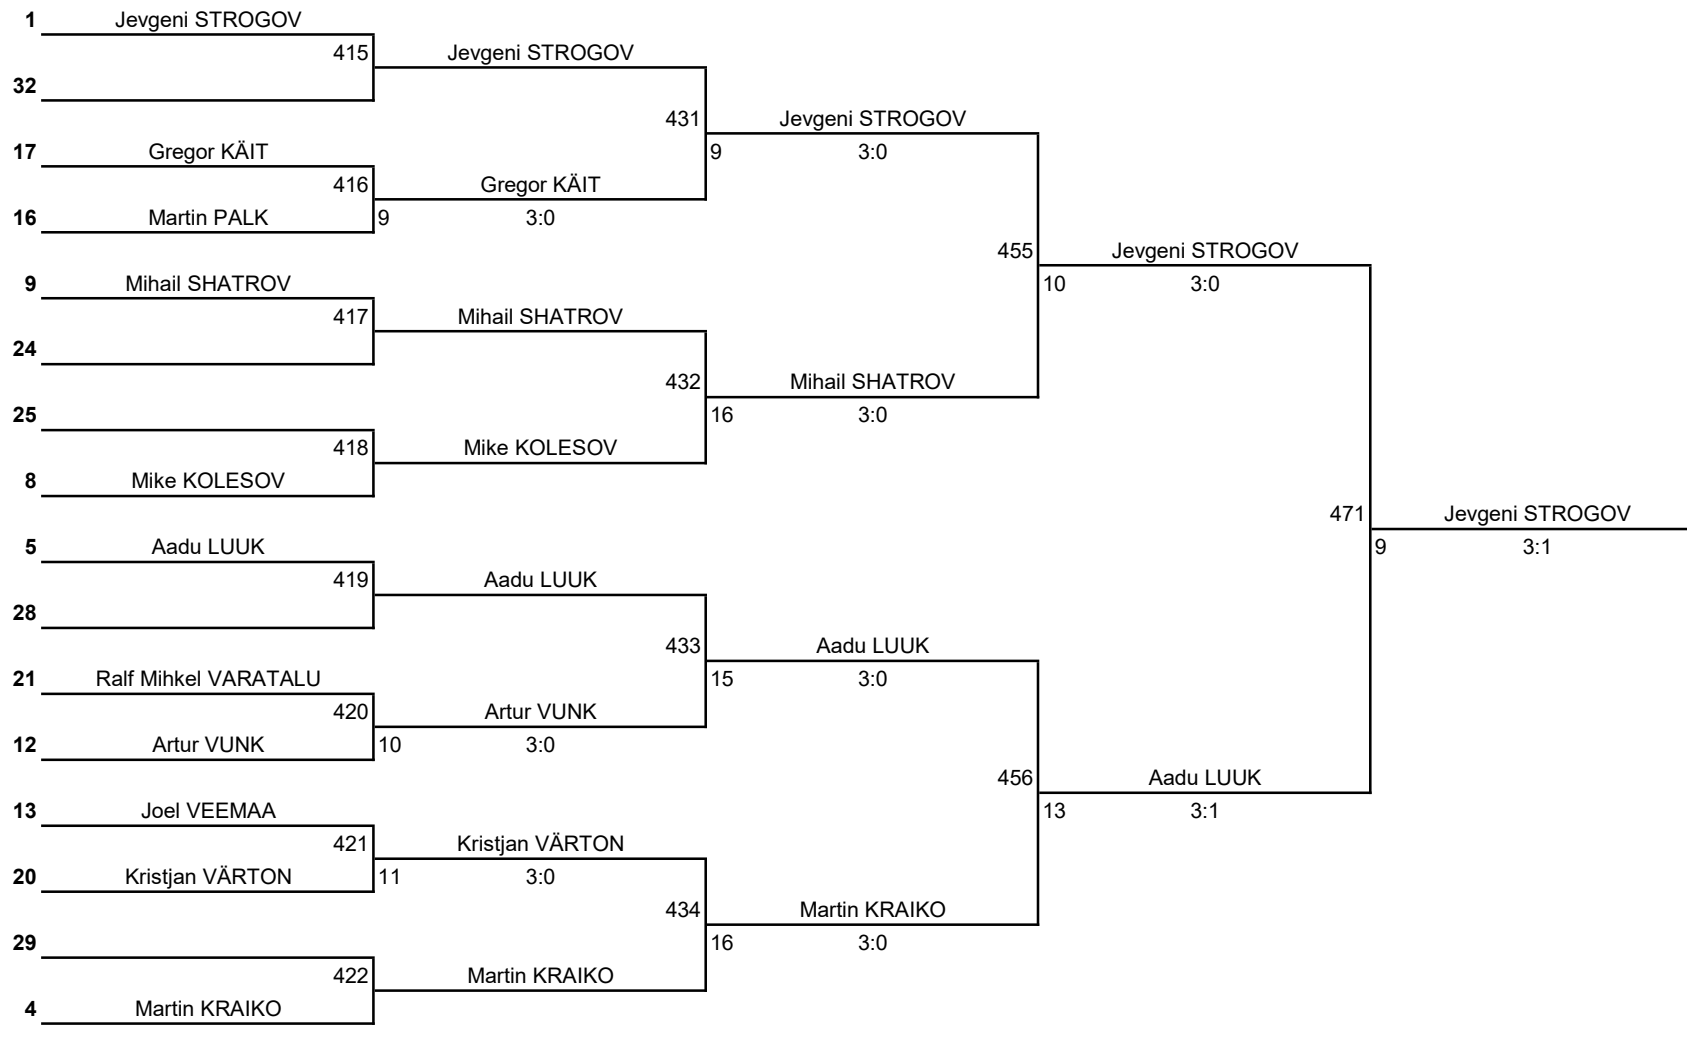 1 Jevgeni STROGOV
415 Jevgeni STROGOV
32
431 Jevgeni STROGOV
17 Gregor KÄIT 9 3:0
416 Gregor KÄIT
16 Martin PALK 9 3:0
455 Jevgeni STROGOV
9 Mihail SHATROV 10 3:0
417 Mihail SHATROV
24
432 Mihail SHATROV
25 16 3:0
418 Mike KOLESOV
8 Mike KOLESOV
471 Jevgeni STROGOV
5 Aadu LUUK 9 3:1
419 Aadu LUUK
28
433 Aadu LUUK
21 Ralf Mihkel VARATALU 15 3:0
420 Artur VUNK
12 Artur VUNK 10 3:0
456 Aadu LUUK
13 Joel VEEMAA 13 3:1
421 Kristjan VÄRTON
20 Kristjan VÄRTON 11 3:0
434 Martin KRAIKO
29 16 3:0
422 Martin KRAIKO
4 Martin KRAIKO